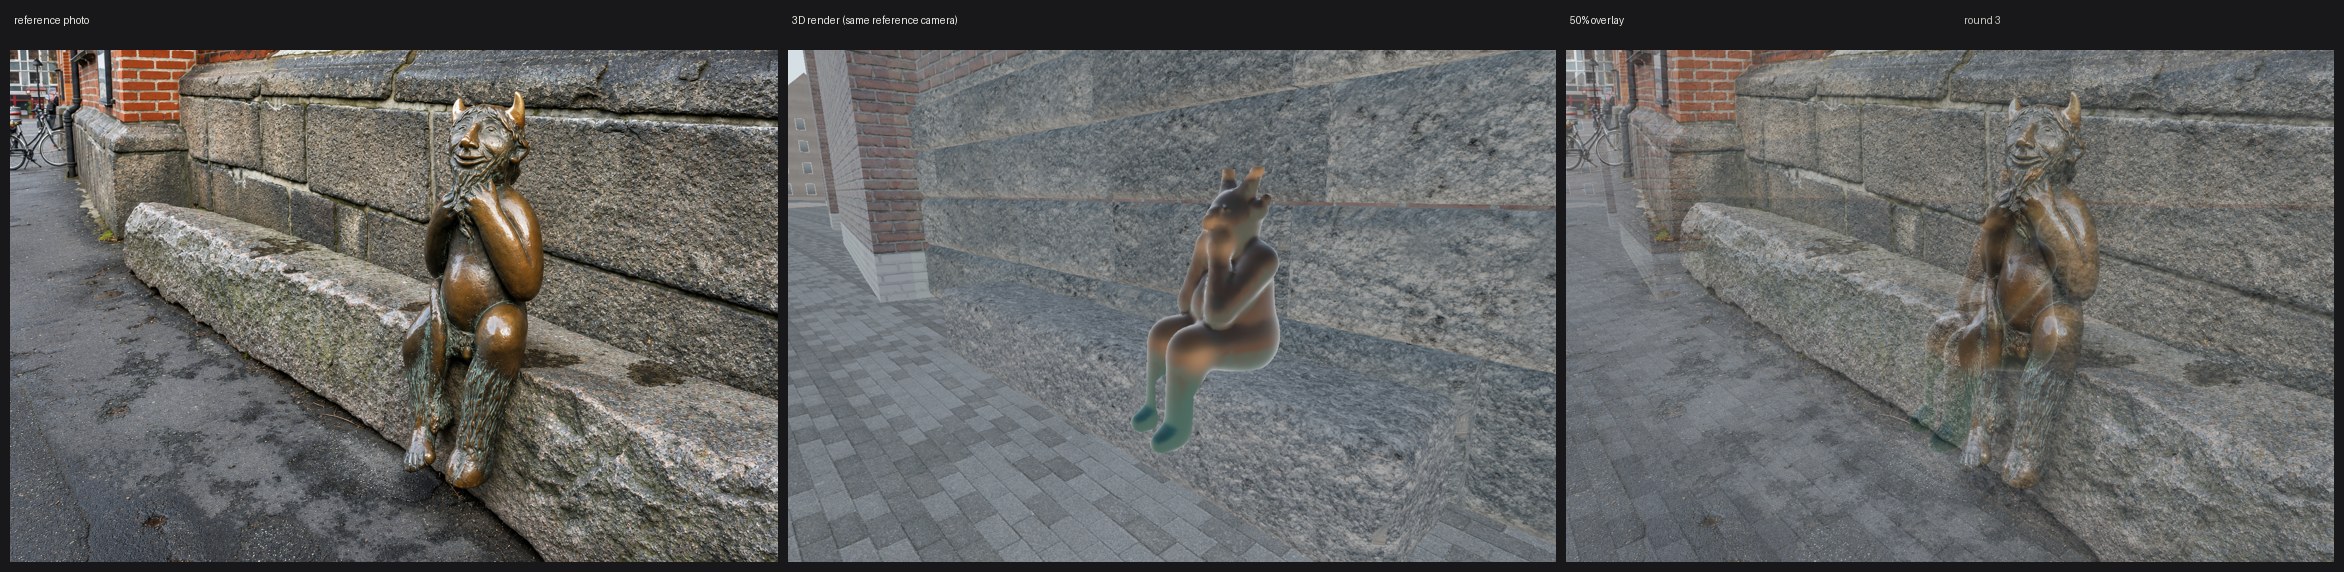 reference photo
3D render (same reference camera)
50% overlay
round 3